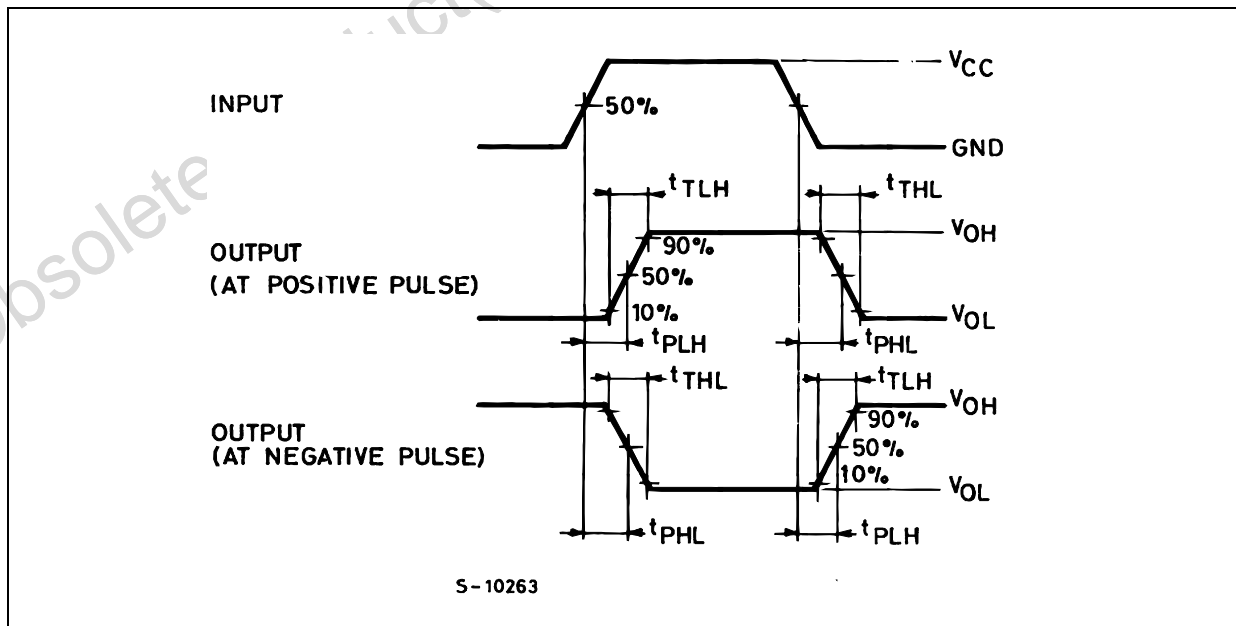 VCC
INPUT
50%
GND
tTLH
tTHL
VOH
90%
OUTPUT
(AT POSITIVE PULSE)
50%
10%
VOL
tPLH
tPHL
tTHL
tTLH
VOH
90%
OUTPUT
(AT NEGATIVE PULSE)
50%
10%
VOL
tPHL
tPLH
S-10263